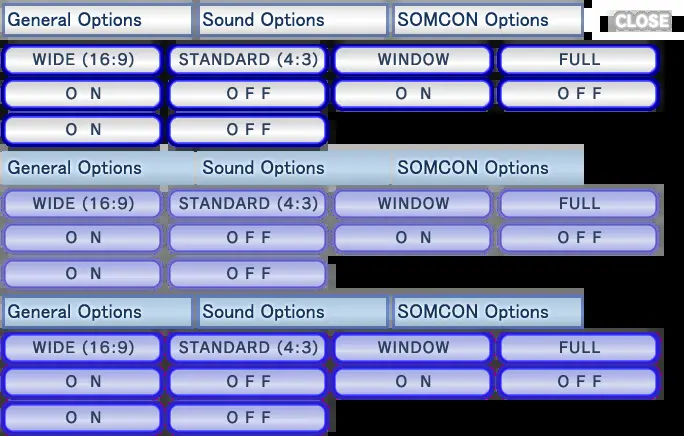 General Options Sound Options SOMCON Options CLOSE
WIDE (16:9) STANDARD (4:3) WINDOW FULL
O N O F F O N O F F
O N O F F
General Options Sound Options SOMCON Options
WIDE (16:9) STANDARD (4:3) WINDOW FULL
O N O F F O N O F F
O N O F F
General Options Sound Options SOMCON Options
WIDE (16:9) STANDARD (4:3) WINDOW FULL
O N O F F O N O F F
O N O F F